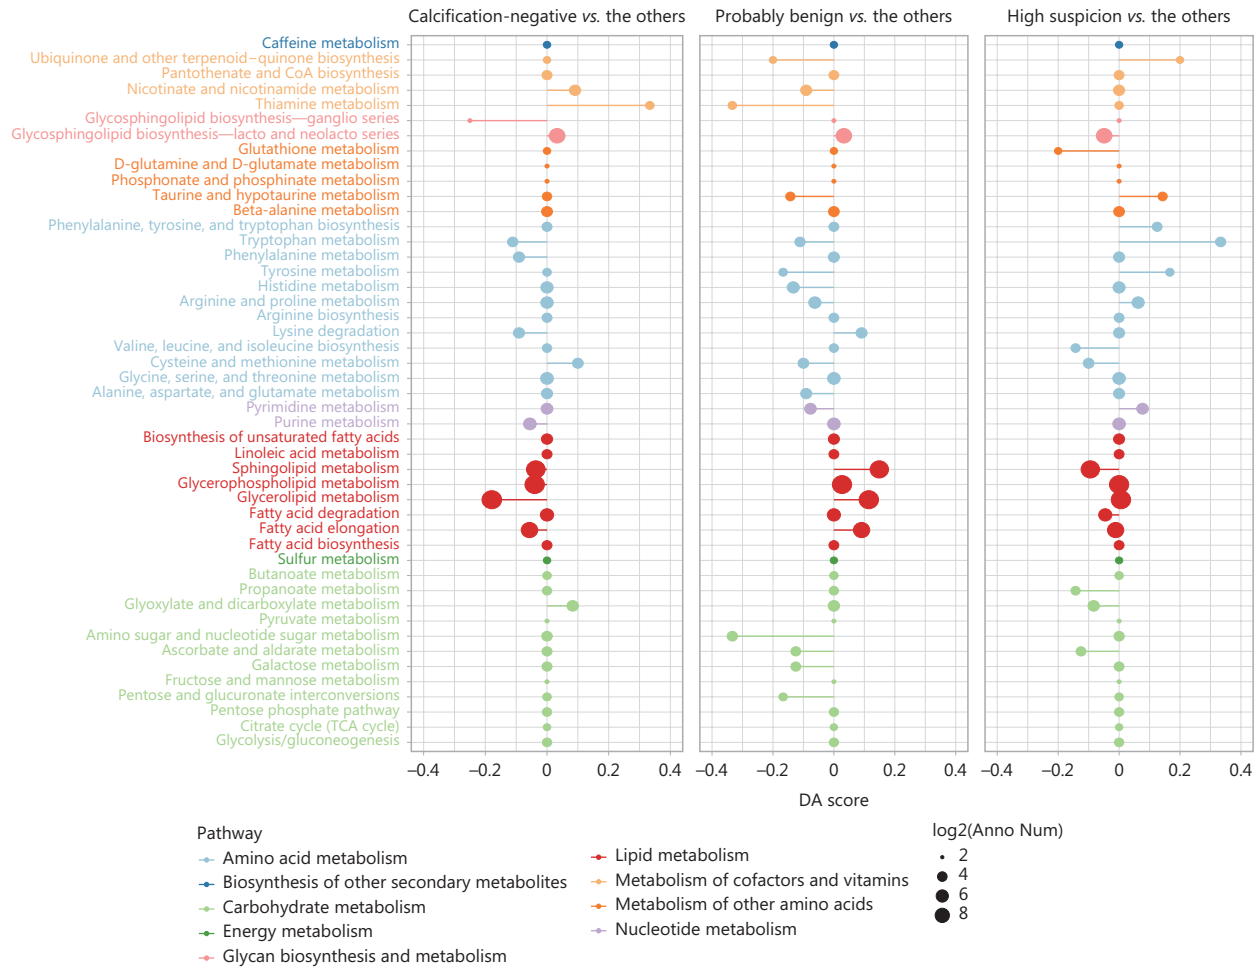 Calcification-negative vs. the others
Probably benign vs. the others
High suspicion vs. the others
Caffeine metabolism
Ubiquinone and other terpenoid−quinone biosynthesis
Pantothenate and CoA biosynthesis
Nicotinate and nicotinamide metabolism
Thiamine metabolism
Glycosphingolipid biosynthesis—ganglio series
Glycosphingolipid biosynthesis—lacto and neolacto series
Glutathione metabolism
D-glutamine and D-glutamate metabolism
Phosphonate and phosphinate metabolism
Taurine and hypotaurine metabolism
Beta-alanine metabolism
Phenylalanine, tyrosine, and tryptophan biosynthesis
Tryptophan metabolism
Phenylalanine metabolism
Tyrosine metabolism
Histidine metabolism
Arginine and proline metabolism
Arginine biosynthesis
Lysine degradation
Valine, leucine, and isoleucine biosynthesis
Cysteine and methionine metabolism
Glycine, serine, and threonine metabolism
Alanine, aspartate, and glutamate metabolism
Pyrimidine metabolism
Purine metabolism
Biosynthesis of unsaturated fatty acids
Linoleic acid metabolism
Sphingolipid metabolism
Glycerophospholipid metabolism
Glycerolipid metabolism
Fatty acid degradation
Fatty acid elongation
Fatty acid biosynthesis
Sulfur metabolism
Butanoate metabolism
Propanoate metabolism
Glyoxylate and dicarboxylate metabolism
Pyruvate metabolism
Amino sugar and nucleotide sugar metabolism
Ascorbate and aldarate metabolism
Galactose metabolism
Fructose and mannose metabolism
Pentose and glucuronate interconversions
Pentose phosphate pathway
Citrate cycle (TCA cycle)
Glycolysis/gluconeogenesis
−0.4 −0.2 0 0.2 0.4
−0.4 −0.2 0 0.2 0.4
−0.4 −0.2 0 0.2 0.4
DA score
Pathway
Amino acid metabolism
Biosynthesis of other secondary metabolites
Carbohydrate metabolism
Energy metabolism
Glycan biosynthesis and metabolism
Lipid metabolism
Metabolism of cofactors and vitamins
Metabolism of other amino acids
Nucleotide metabolism
log2(Anno Num)
2
4
6
8